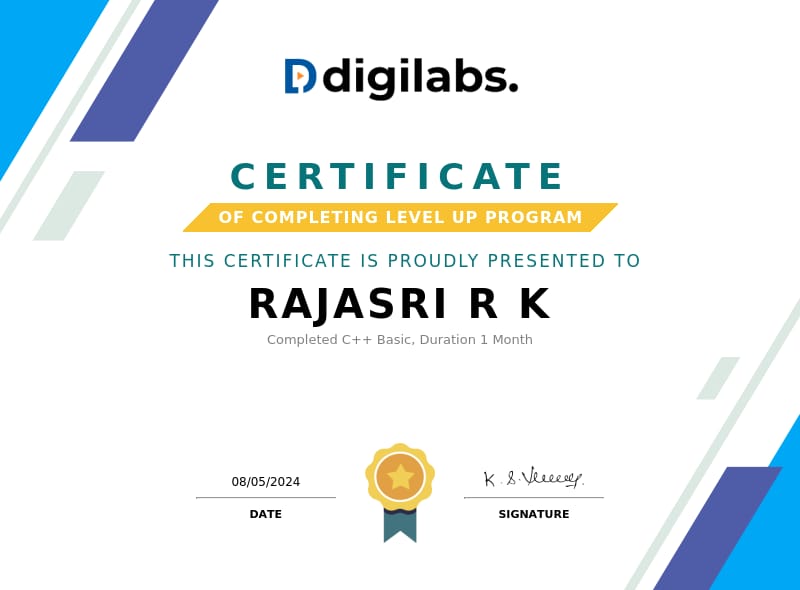 digilabs.
CERTIFICATE
OF COMPLETING LEVEL UP PROGRAM
THIS CERTIFICATE IS PROUDLY PRESENTED TO
RAJASRI R K
Completed C++ Basic, Duration 1 Month
08/05/2024
DATE
K. S.
SIGNATURE